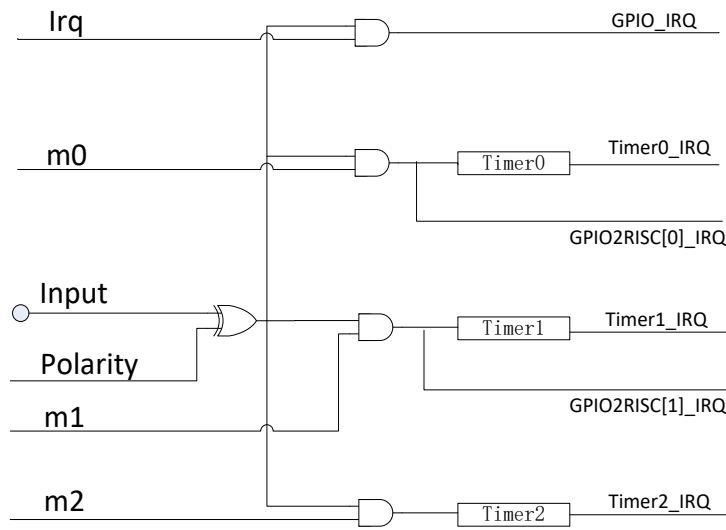 Irq
GPIO_IRQ
m0
Timer0
Timer0_IRQ
GPIO2RISC[0]_IRQ
Input
Timer1
Timer1_IRQ
Polarity
GPIO2RISC[1]_IRQ
m1
m2
Timer2
Timer2_IRQ